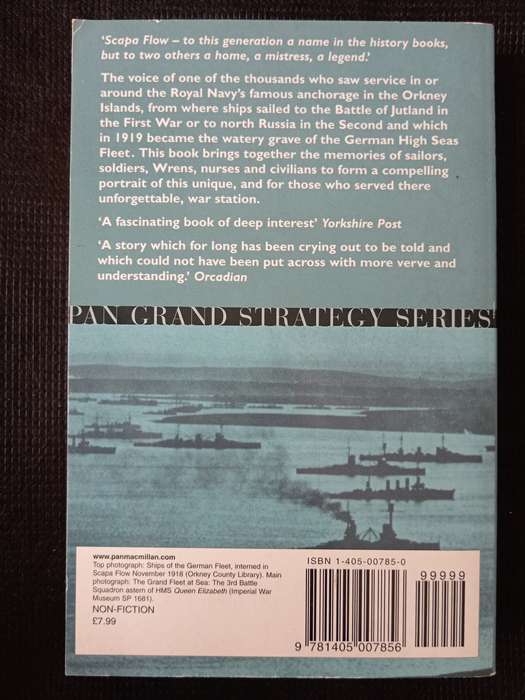 ‘Scapa Flow – to this generation a name in the history books,
but to two others a home, a mistress, a legend.’
The voice of one of the thousands who saw service in or
around the Royal Navy’s famous anchorage in the Orkney
Islands, from where ships sailed to the Battle of Jutland in
the First War or to north Russia in the Second and which
in 1919 became the watery grave of the German High Seas
Fleet. This book brings together the memories of sailors,
soldiers, Wrens, nurses and civilians to form a compelling
portrait of this unique, and for those who served there
unforgettable, war station.
‘A fascinating book of deep interest’ Yorkshire Post
‘A story which for long has been crying out to be told and
which could not have been put across with more verve and
understanding.’ Orcadian
PAN GRAND STRATEGY SERIES
www.panmacmillan.com
Top photograph: Ships of the German Fleet, interned in
Scapa Flow November 1918 (Orkney County Library). Main
photograph: The Grand Fleet at Sea: The 3rd Battle
Squadron astern of HMS Queen Elizabeth (Imperial War
Museum SP 1681).
NON-FICTION
£7.99
ISBN 1-405-00785-0
99999
9 781405 007856